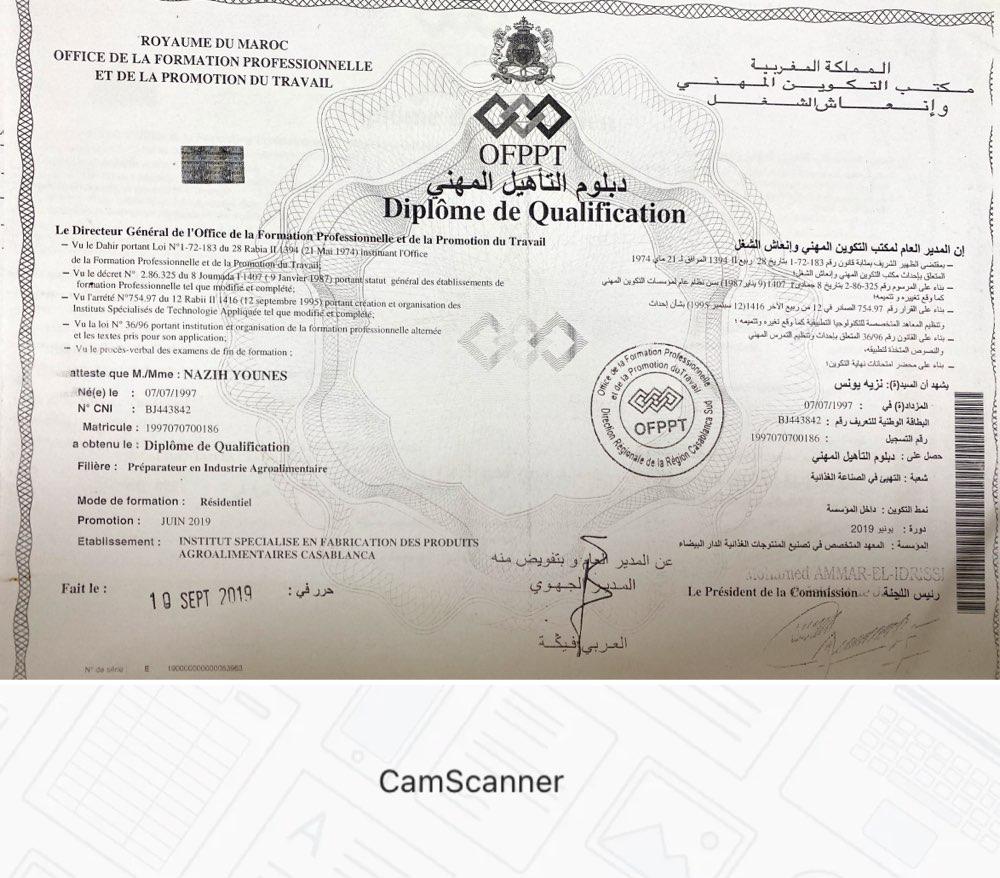 ROYAUME DU MAROC
OFFICE DE LA FORMATION PROFESSIONNELLE
ET DE LA PROMOTION DU TRAVAIL
المملكة المغربية
مكتب التكوين المهني
وإنعاش الشغل
OFPPT
دبلوم التأهيل المهني
Diplôme de Qualification
Le Directeur Général de l'Office de la Formation Professionnelle et de la Promotion du Travail
– Vu le Dahir portant Loi N°1-72-183 du 28 Rabia II 1394 (21 Mai 1974) instituant l'Office
de la Formation Professionnelle et de la Promotion du Travail;
– Vu le décret N° 2.86.325 du 8 Joumada I 1407 ( 9 Janvier 1987) portant statut général des établissements de
formation Professionnel tel que modifié et complété;
– Vu l'arrêté N°754.97 du 12 Rabii II 1416 (12 septembre 1995) portant création et organisation des
Instituts Spécialisés de Technologie Appliquée tel que modifié et complété;
– Vu la loi N° 36/96 portant institution et organisation de la formation professionnelle alternée
et les textes pris pour son application;
– Vu le procès-verbal des examens de fin de formation ;
atteste que M./Mme : NAZIH YOUNES
Né(e) le : 07/07/1997
N° CNI : BJ443842
Matricule : 1997070700186
a obtenu le : Diplôme de Qualification
Filière : Préparateur en Industrie Agroalimentaire
Mode de formation : Résidentiel
Promotion : JUIN 2019
Etablissement : INSTITUT SPECIALISE EN FABRICATION DES PRODUITS
AGROALIMENTAIRES CASABLANCA
Fait le : 19 SEPT 2019 حرر في :
إن المدير العام لمكتب التكوين المهني وإنعاش الشغل
– بمقتضى الظهير الشريف بمثابة قانون رقم 183-72-1 بتاريخ 28 ربيع II 1394 الموافق لـ 21 ماي 1974
المتعلق بإحداث مكتب التكوين المهني وإنعاش الشغل؛
– بناء على المرسوم رقم 325-86-2 بتاريخ 8 جمادى I 1407 (9 يناير 1987) بسن نظام عام لمؤسسات التكوين المهني
كما وقع تغييره و تتميمه؛
– بناء على القرار رقم 754.97 الصادر في 12 من ربيع الآخر 1416 (12 سبتمبر 1995) بشأن إحداث
وتنظيم المعاهد المتخصصة للتكنولوجيا التطبيقية كما وقع تغيره وتتميمه ؛
– بناء على القانون رقم 36/96 المتعلق بإحداث وتنظيم التدرس المهني
والنصوص المتخذة لتطبيقه.
– بناء على محضر امتحانات نهاية التكوين؛
يشهد أن السيد(ة): نزيه يونس
المزداد(ة) في : 07/07/1997
البطاقة الوطنية للتعريف رقم : BJ443842
رقم التسجيل : 1997070700186
حصل على : دبلوم التأهيل المهني
شعبة : التهيئ في الصناعة الغذائية
نمط التكوين : داخل المؤسسة
دورة : يونيو 2019
المؤسسة : المعهد المتخصص في تصنيع المنتوجات الغذائية الدار البيضاء
Office de la Formation Professionnelle
et de la Promotion du Travail
OFPPT
Direction Regionale de la Région Casablanca Sud
عن المدير العام و بتفويض منه
المدير الجهوي
العربي فيكة
Mohamed AMMAR-EL-IDRISSI
Le Président de la Commission رئيس اللجنة
N° de série : E 190000000000063963
CamScanner